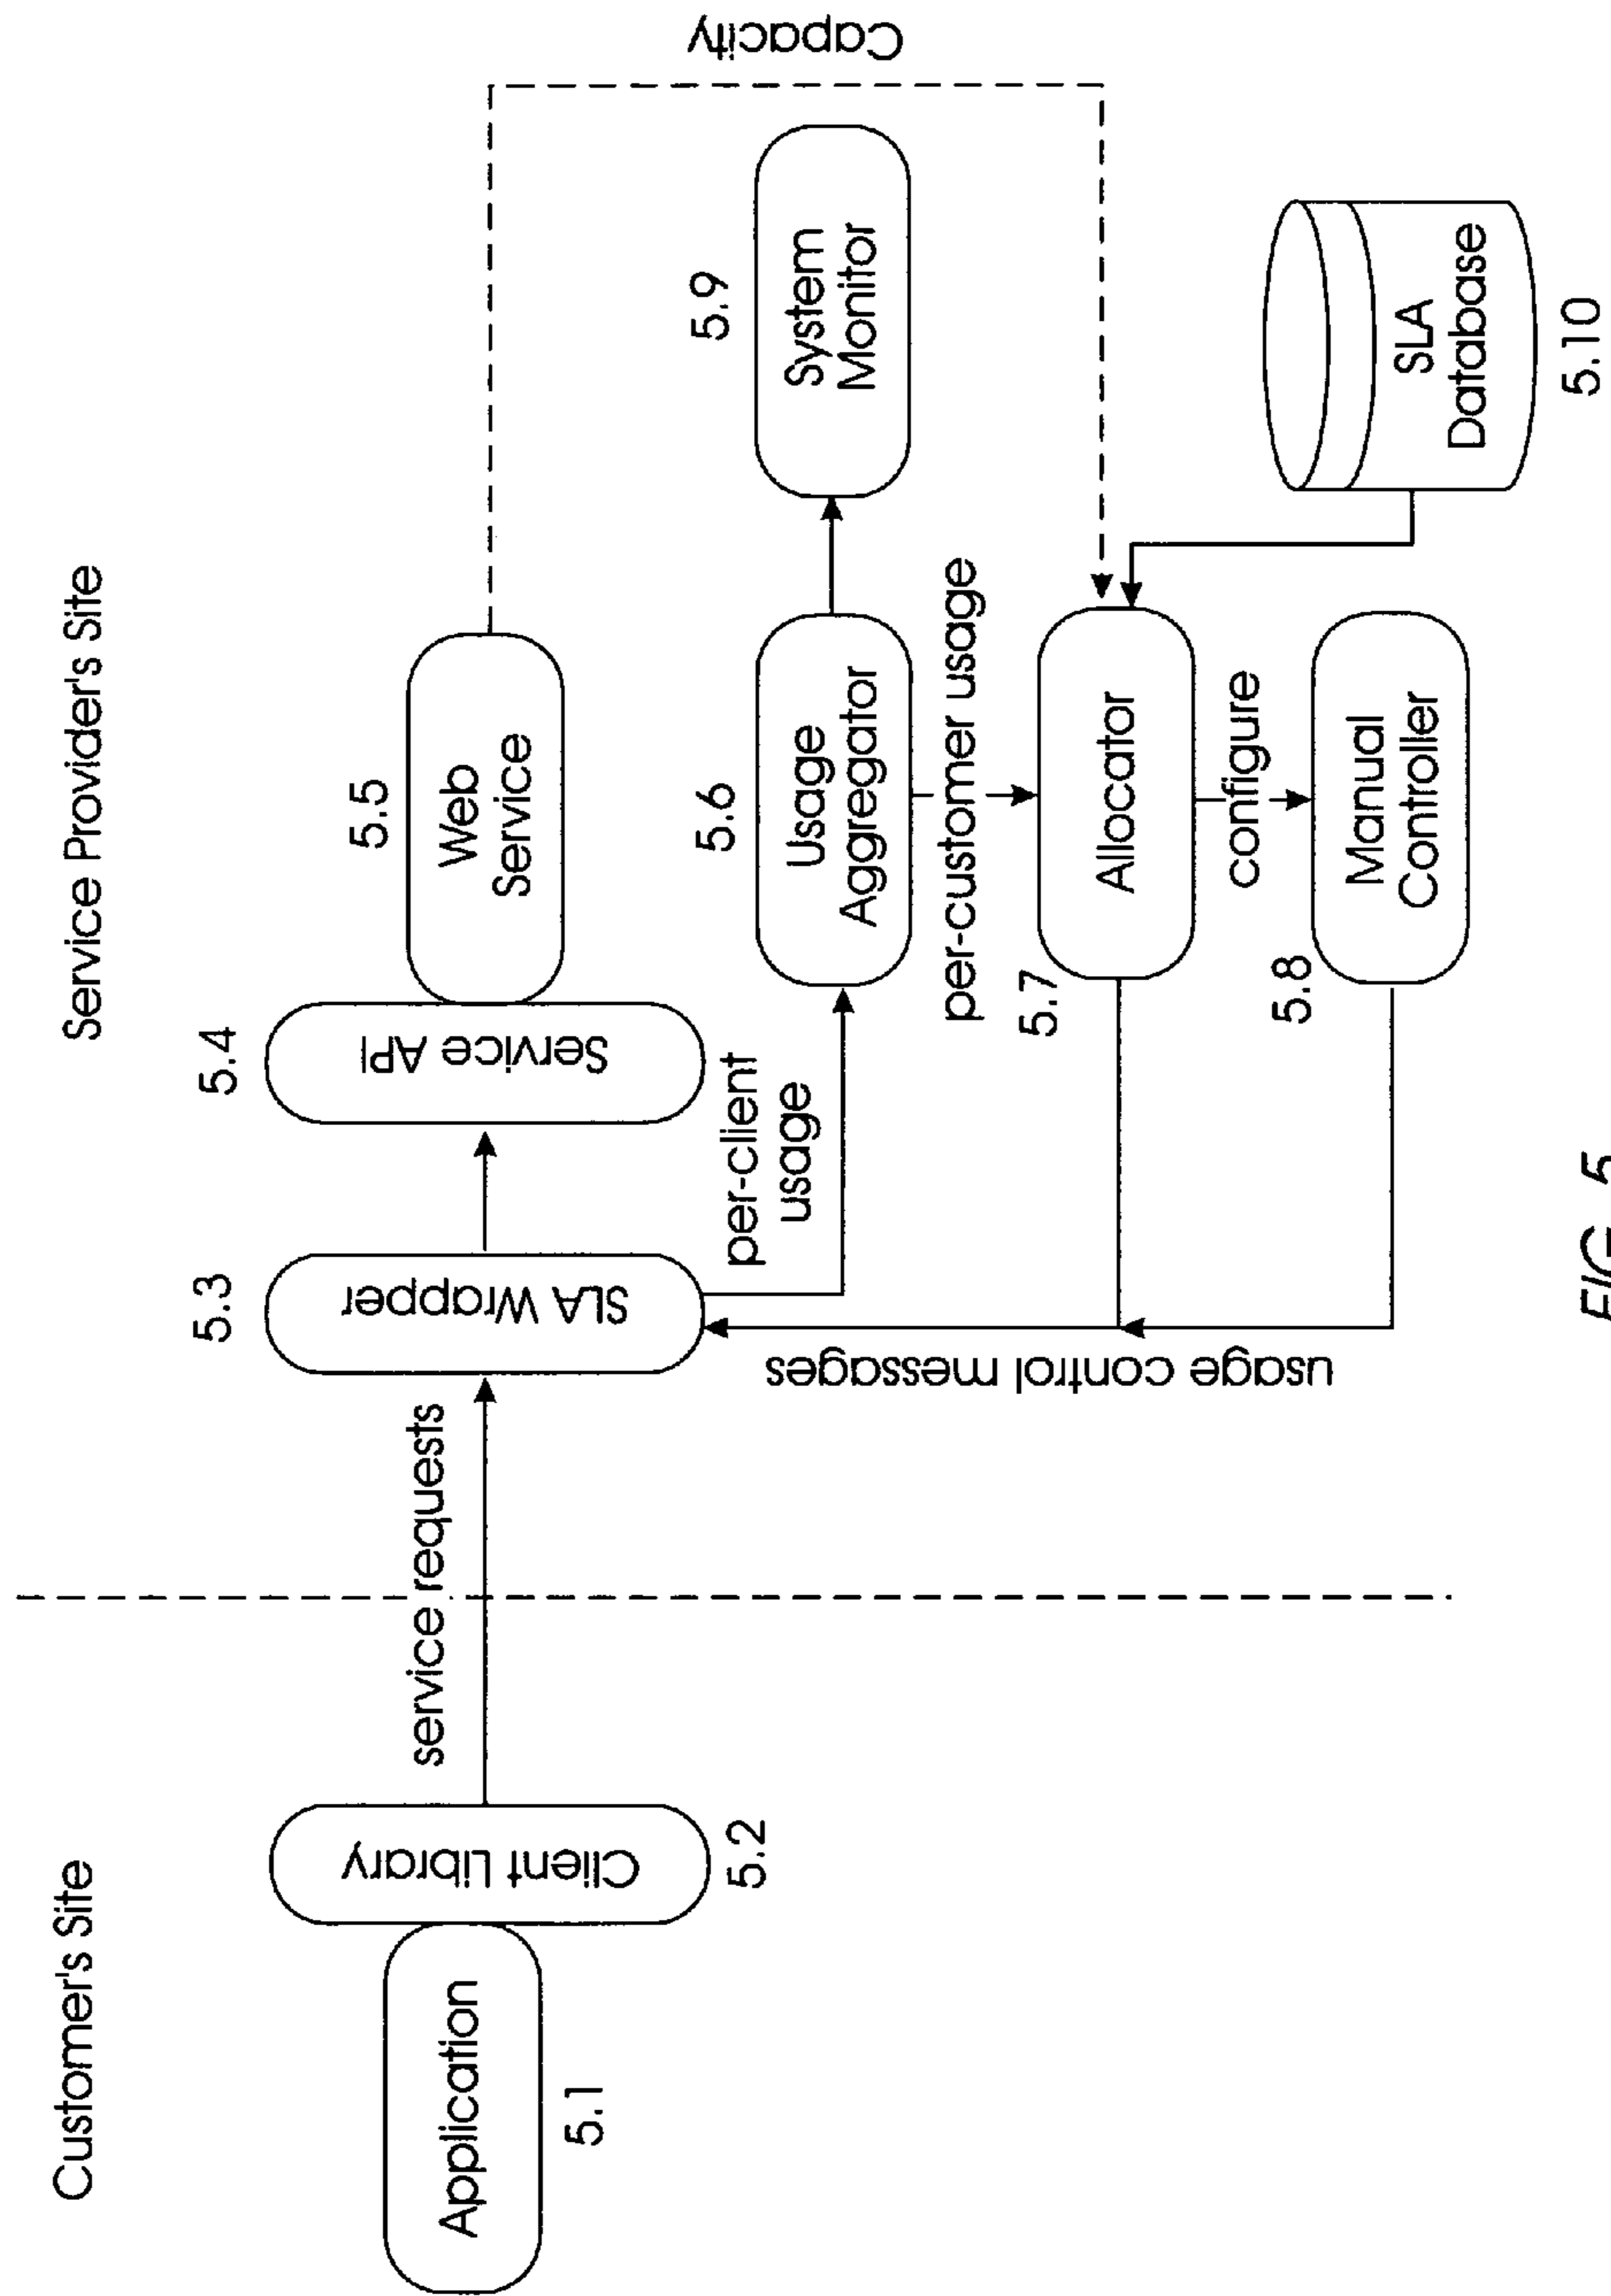 Customer's Site
Service Provider's Site
Application
5.1
Client Library
5.2
service requests
5.3
SLA Wrapper
5.4
Service API
5.5
Web
Service
Capacity
per-client
usage
5.6
Usage
Aggregator
5.9
System
Monitor
per-customer usage
usage control messages
5.7
Allocator
configure
5.8
Manual
Controller
SLA
Database
5.10
FIG. 5